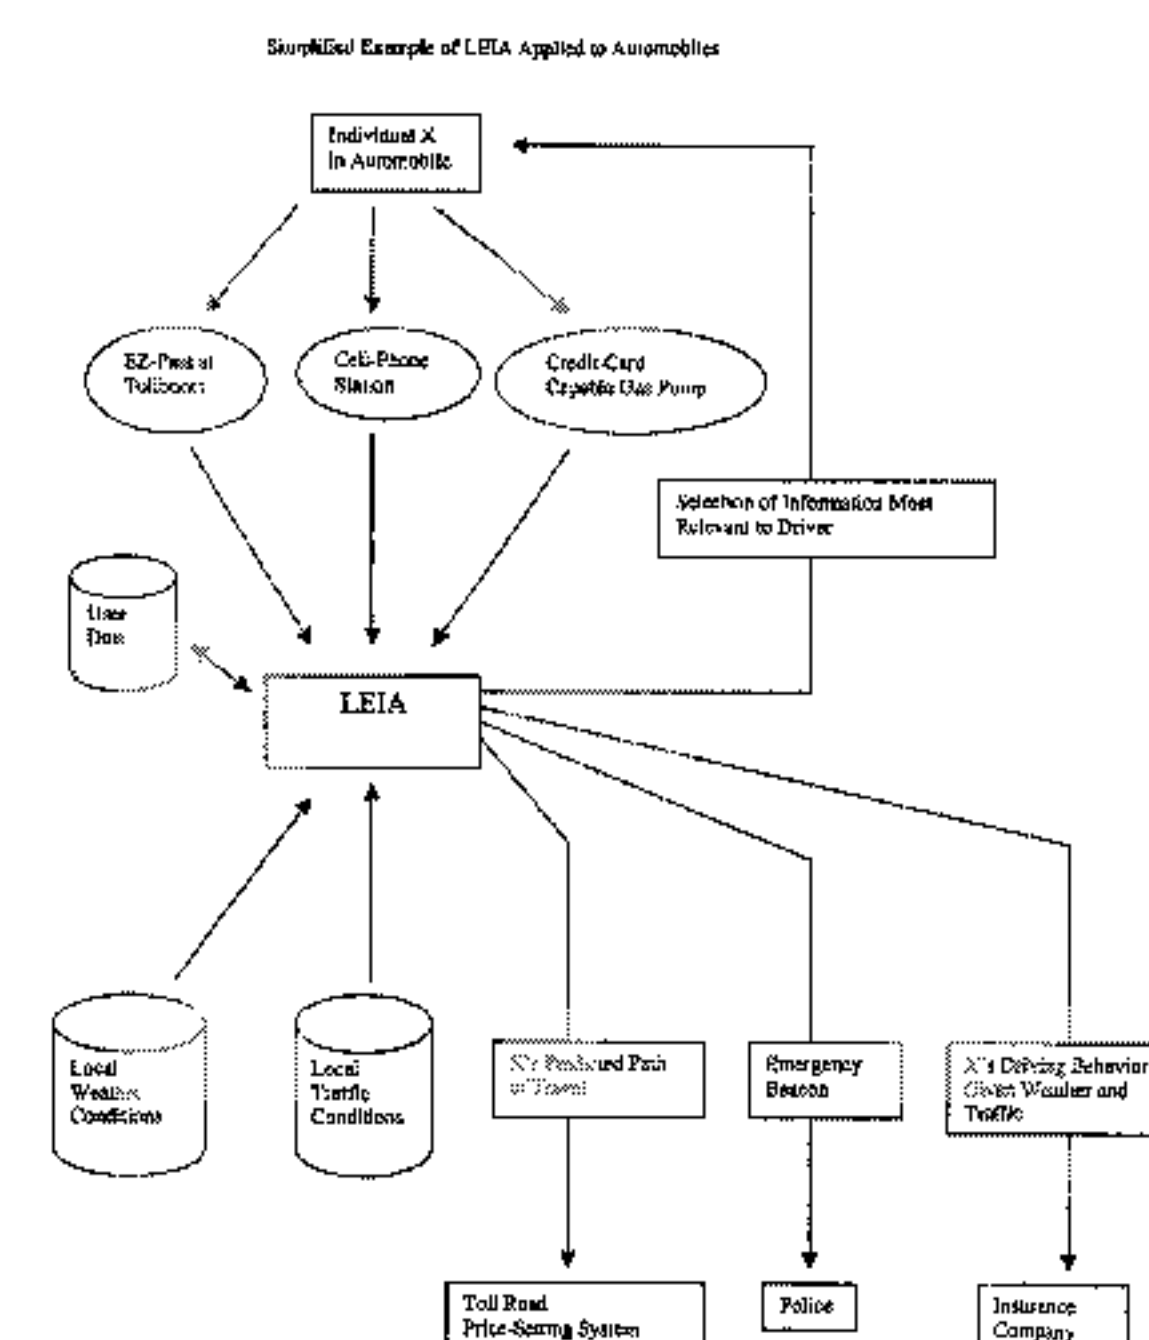 Simplified Example of LEIA Applied to Automobiles
Individual X
In Automobile
EZ-Pass at
Tollbooth
Cell-Phone
Station
Credit-Card
Capable Gas Pump
Selection of Information Most
Relevant to Driver
User
Data
LEIA
Local
Weather
Conditions
Local
Traffic
Conditions
X's Predicted Path
of Travel
Emergency
Beacon
X's Driving Behavior
Given Weather and
Traffic
Toll Road
Price-Setting System
Police
Insurance
Company